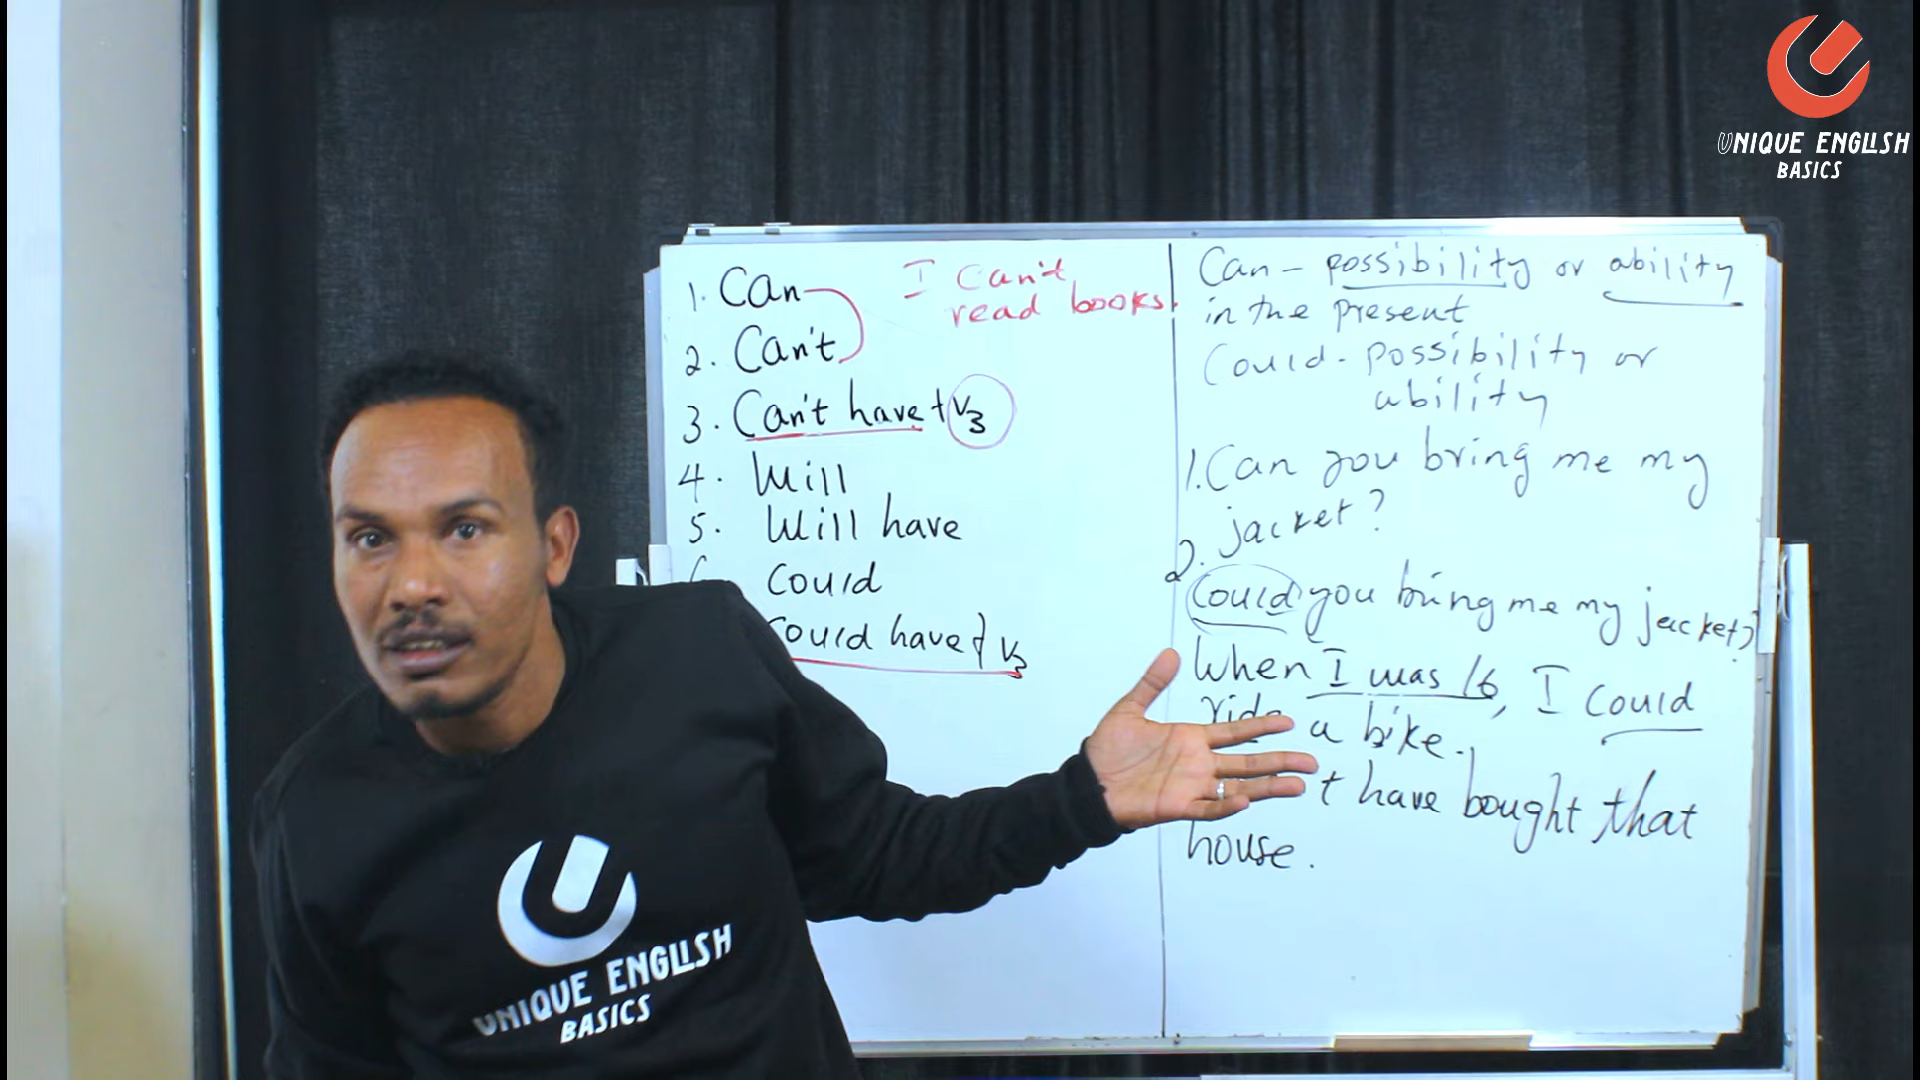 UNIQUE ENGLISH
BASICS
1. Can
2. Can't
3. Can't have + V3
4. Will
5. Will have
Could
Could have + V3
I can't
read books.
Can - possibility or ability
in the present
Could - possibility or
ability
1. Can you bring me my
jacket?
2.
Could you bring me my jacket?
When I was 16, I could
ride a bike.
t have bought that
house.
UNIQUE ENGLISH
BASICS